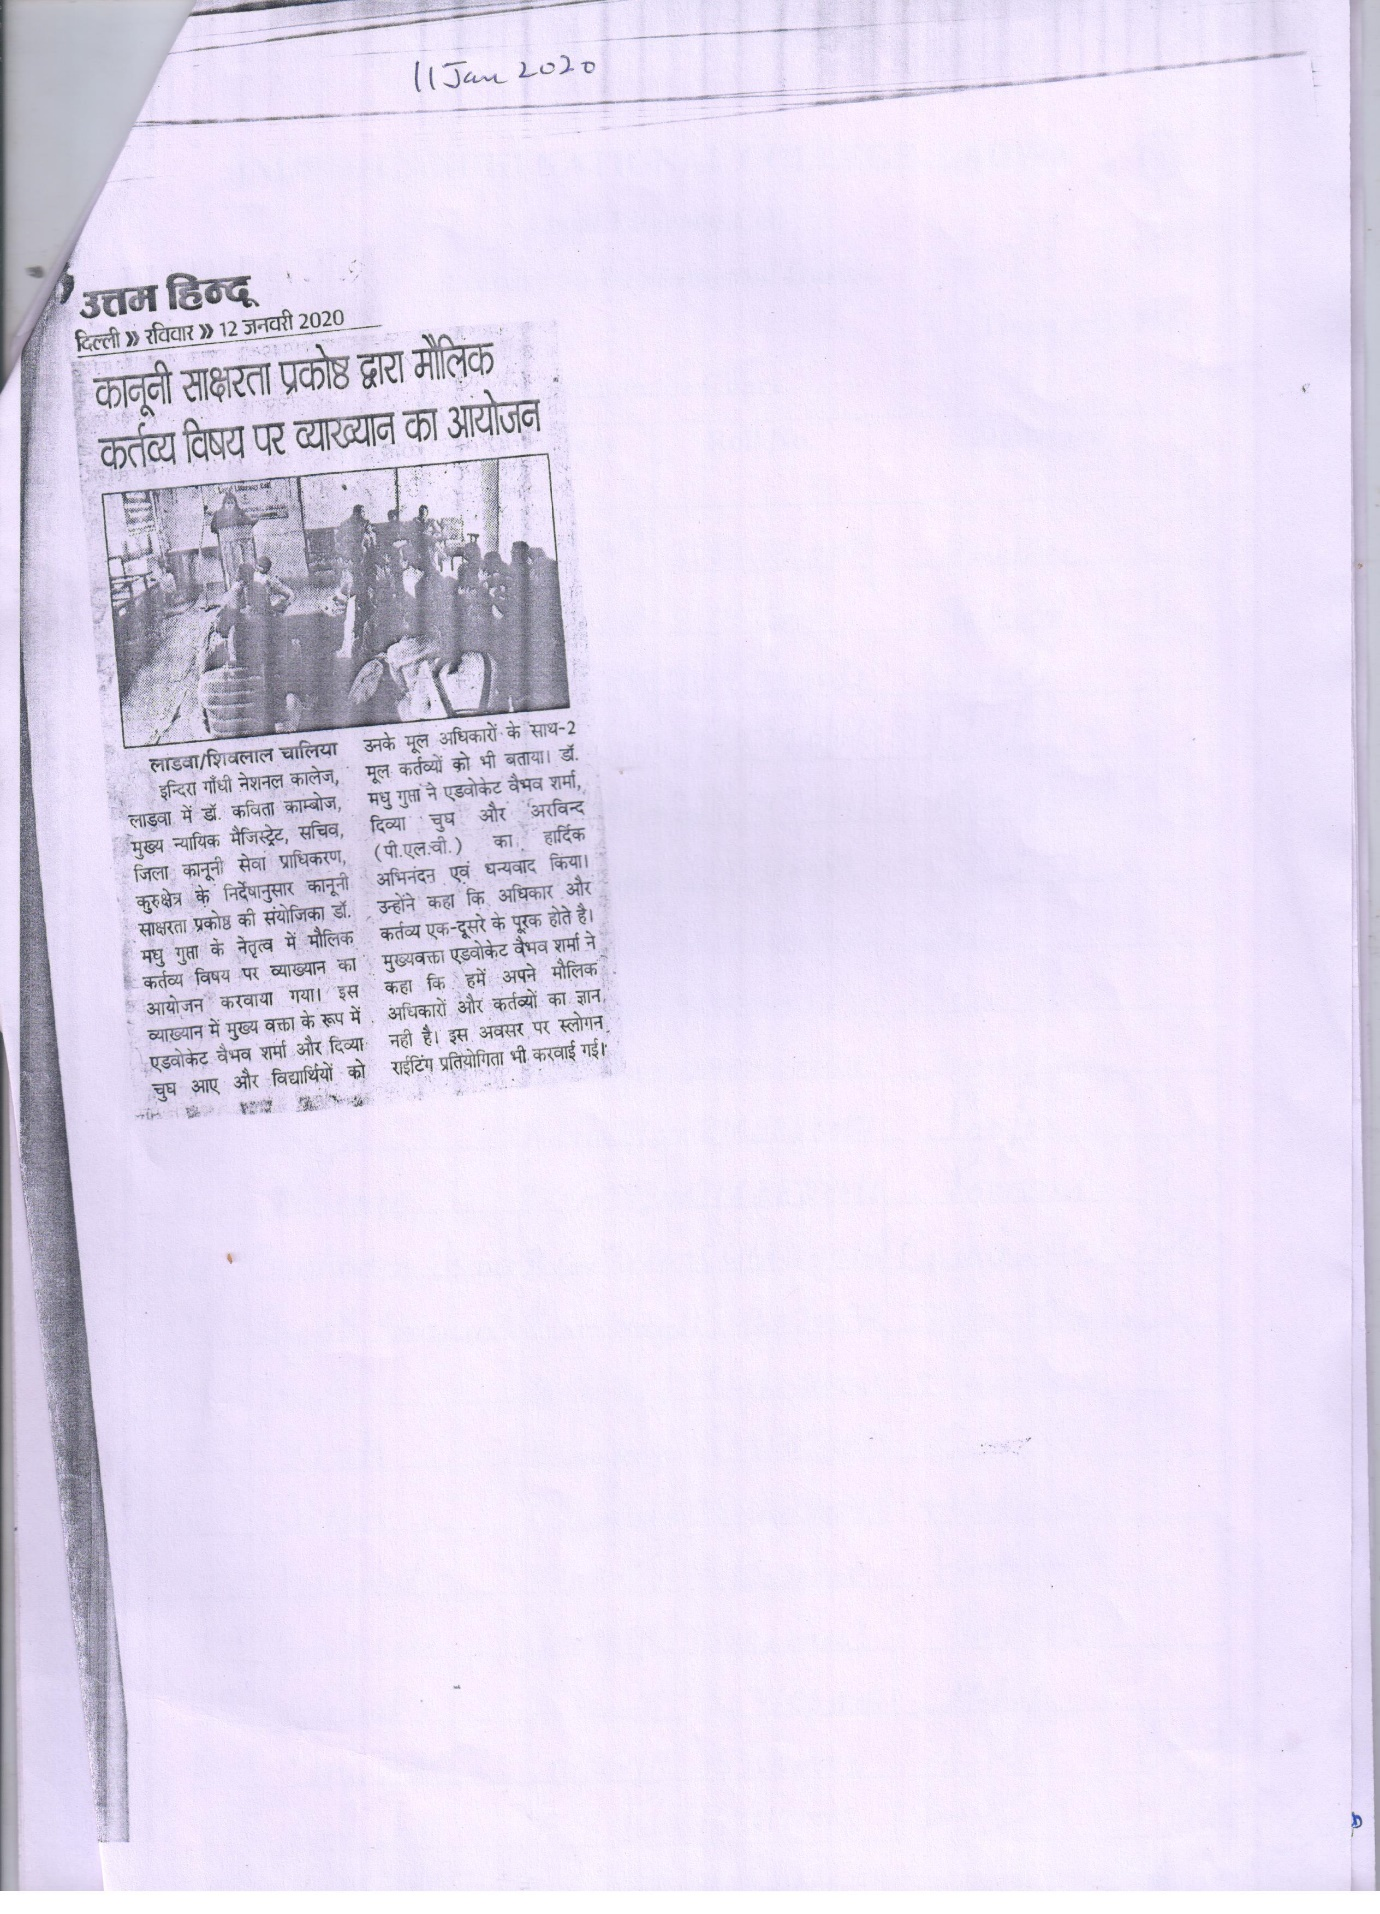 11 Jan 2020
उत्तम हिन्दू
दिल्ली » रविवार » 12 जनवरी 2020
कानूनी साक्षरता प्रकोष्ठ द्वारा मौलिक
कर्तव्य विषय पर व्याख्यान का आयोजन
लाडवा/शिवलाल चालिया
इन्दिरा गाँधी नेशनल कालेज,
लाडवा में डॉ. कविता काम्बोज,
मुख्य न्यायिक मैजिस्ट्रेट, सचिव,
जिला कानूनी सेवा प्राधिकरण,
कुरुक्षेत्र के निर्देषानुसार कानूनी
साक्षरता प्रकोष्ठ की संयोजिका डॉ.
मधु गुप्ता के नेतृत्व में मौलिक
कर्तव्य विषय पर व्याख्यान का
आयोजन करवाया गया। इस
व्याख्यान में मुख्य वक्ता के रूप में
एडवोकेट वैभव शर्मा और दिव्या
चुघ आए और विद्यार्थियों को
उनके मूल अधिकारों के साथ-2
मूल कर्तव्यों को भी बताया। डॉ.
मधु गुप्ता ने एडवोकेट वैभव शर्मा,
दिव्या चुघ और अरविन्द
(पी.एल.वी.) का हार्दिक
अभिनंदन एवं धन्यवाद किया।
उन्होंने कहा कि अधिकार और
कर्तव्य एक-दूसरे के पूरक होते है।
मुख्यवक्ता एडवोकेट वैभव शर्मा ने
कहा कि हमें अपने मौलिक
अधिकारों और कर्तव्यों का ज्ञान
नही है। इस अवसर पर स्लोगन
राईटिंग प्रतियोगिता भी करवाई गई।